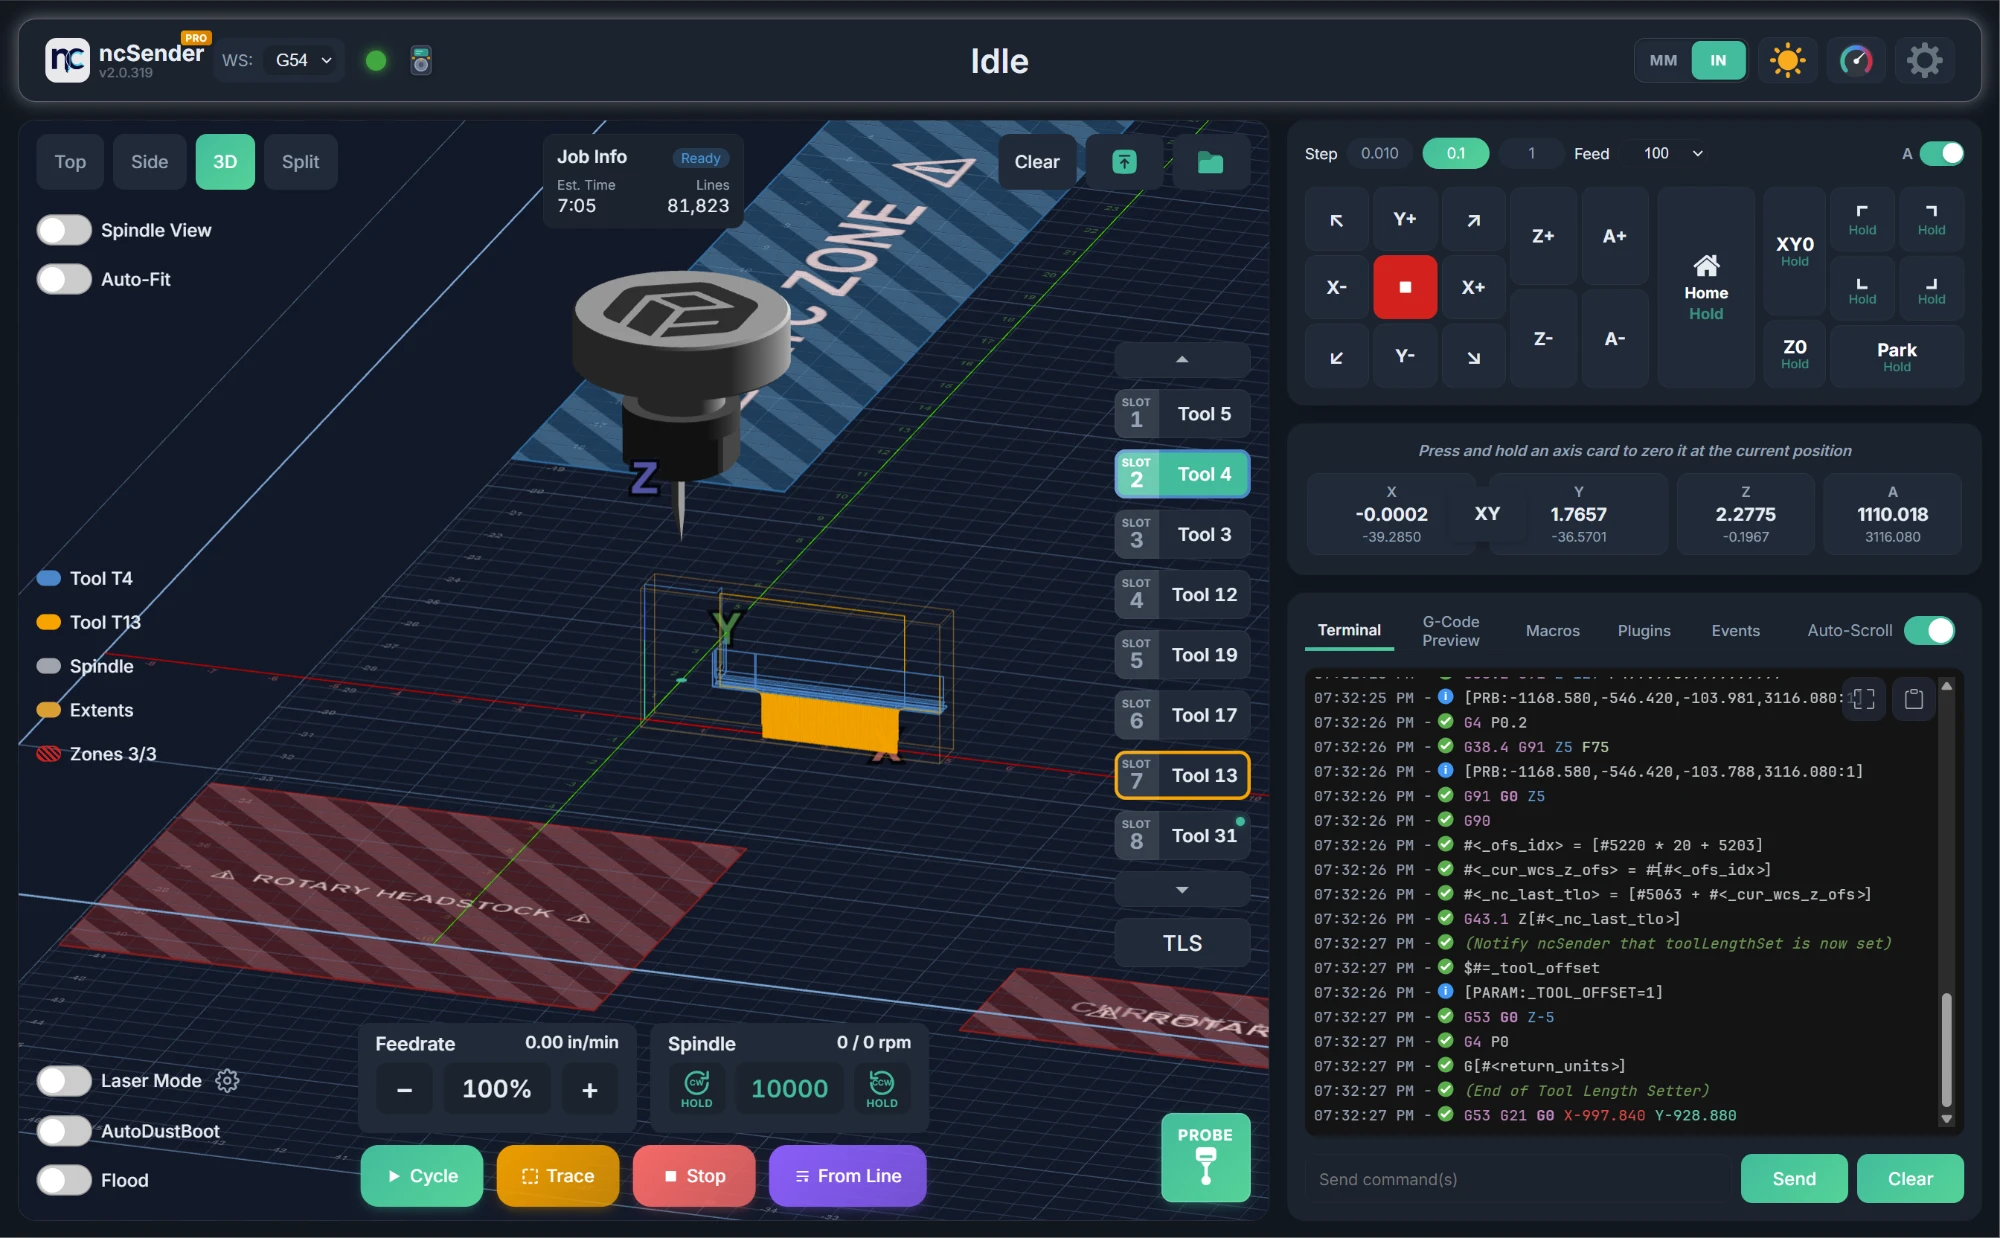 nc ncSender PRO
v2.0.319
WS: G54
Idle
MM IN
Top Side 3D Split
Spindle View
Auto-Fit
Job Info Ready
Est. Time Lines
7:05 81,823
Clear
ZONE
Z
Y
X
Tool T4
Tool T13
Spindle
Extents
Zones 3/3
ROTARY HEADSTOCK
SLOT 1 Tool 5
SLOT 2 Tool 4
SLOT 3 Tool 3
SLOT 4 Tool 12
SLOT 5 Tool 19
SLOT 6 Tool 17
SLOT 7 Tool 13
SLOT 8 Tool 31
TLS
Laser Mode
AutoDustBoot
Flood
Feedrate 0.00 in/min
− 100% +
Spindle 0 / 0 rpm
CW HOLD 10000 CCW HOLD
Cycle Trace Stop From Line
PROBE
Step 0.010 0.1 1 Feed 100 A
Y+
X- X+
Y-
Z+ A+
Z- A-
Home
Hold
XY0
Hold
Z0
Hold
Hold Hold
Hold Hold
Park
Hold
Press and hold an axis card to zero it at the current position
X
-0.0002
-39.2850
XY
Y
1.7657
-36.5701
Z
2.2775
-0.1967
A
1110.018
3116.080
Terminal G-Code Preview Macros Plugins Events Auto-Scroll
07:32:25 PM - [PRB:-1168.580,-546.420,-103.981,3116.080:1]
07:32:26 PM - G4 P0.2
07:32:26 PM - G38.4 G91 Z5 F75
07:32:26 PM - [PRB:-1168.580,-546.420,-103.788,3116.080:1]
07:32:26 PM - G91 G0 Z5
07:32:26 PM - G90
07:32:26 PM - #<_ofs_idx> = [#5220 * 20 + 5203]
07:32:26 PM - #<_cur_wcs_z_ofs> = #[#<_ofs_idx>]
07:32:26 PM - #<_nc_last_tlo> = [#5063 + #<_cur_wcs_z_ofs>]
07:32:26 PM - G43.1 Z[#<_nc_last_tlo>]
07:32:27 PM - (Notify ncSender that toolLengthSet is now set)
07:32:27 PM - $#=_tool_offset
07:32:26 PM - [PARAM:_TOOL_OFFSET=1]
07:32:27 PM - G53 G0 Z-5
07:32:27 PM - G4 P0
07:32:27 PM - G[#<return_units>]
07:32:27 PM - (End of Tool Length Setter)
07:32:27 PM - G53 G21 G0 X-997.840 Y-928.880
Send command(s)
Send Clear